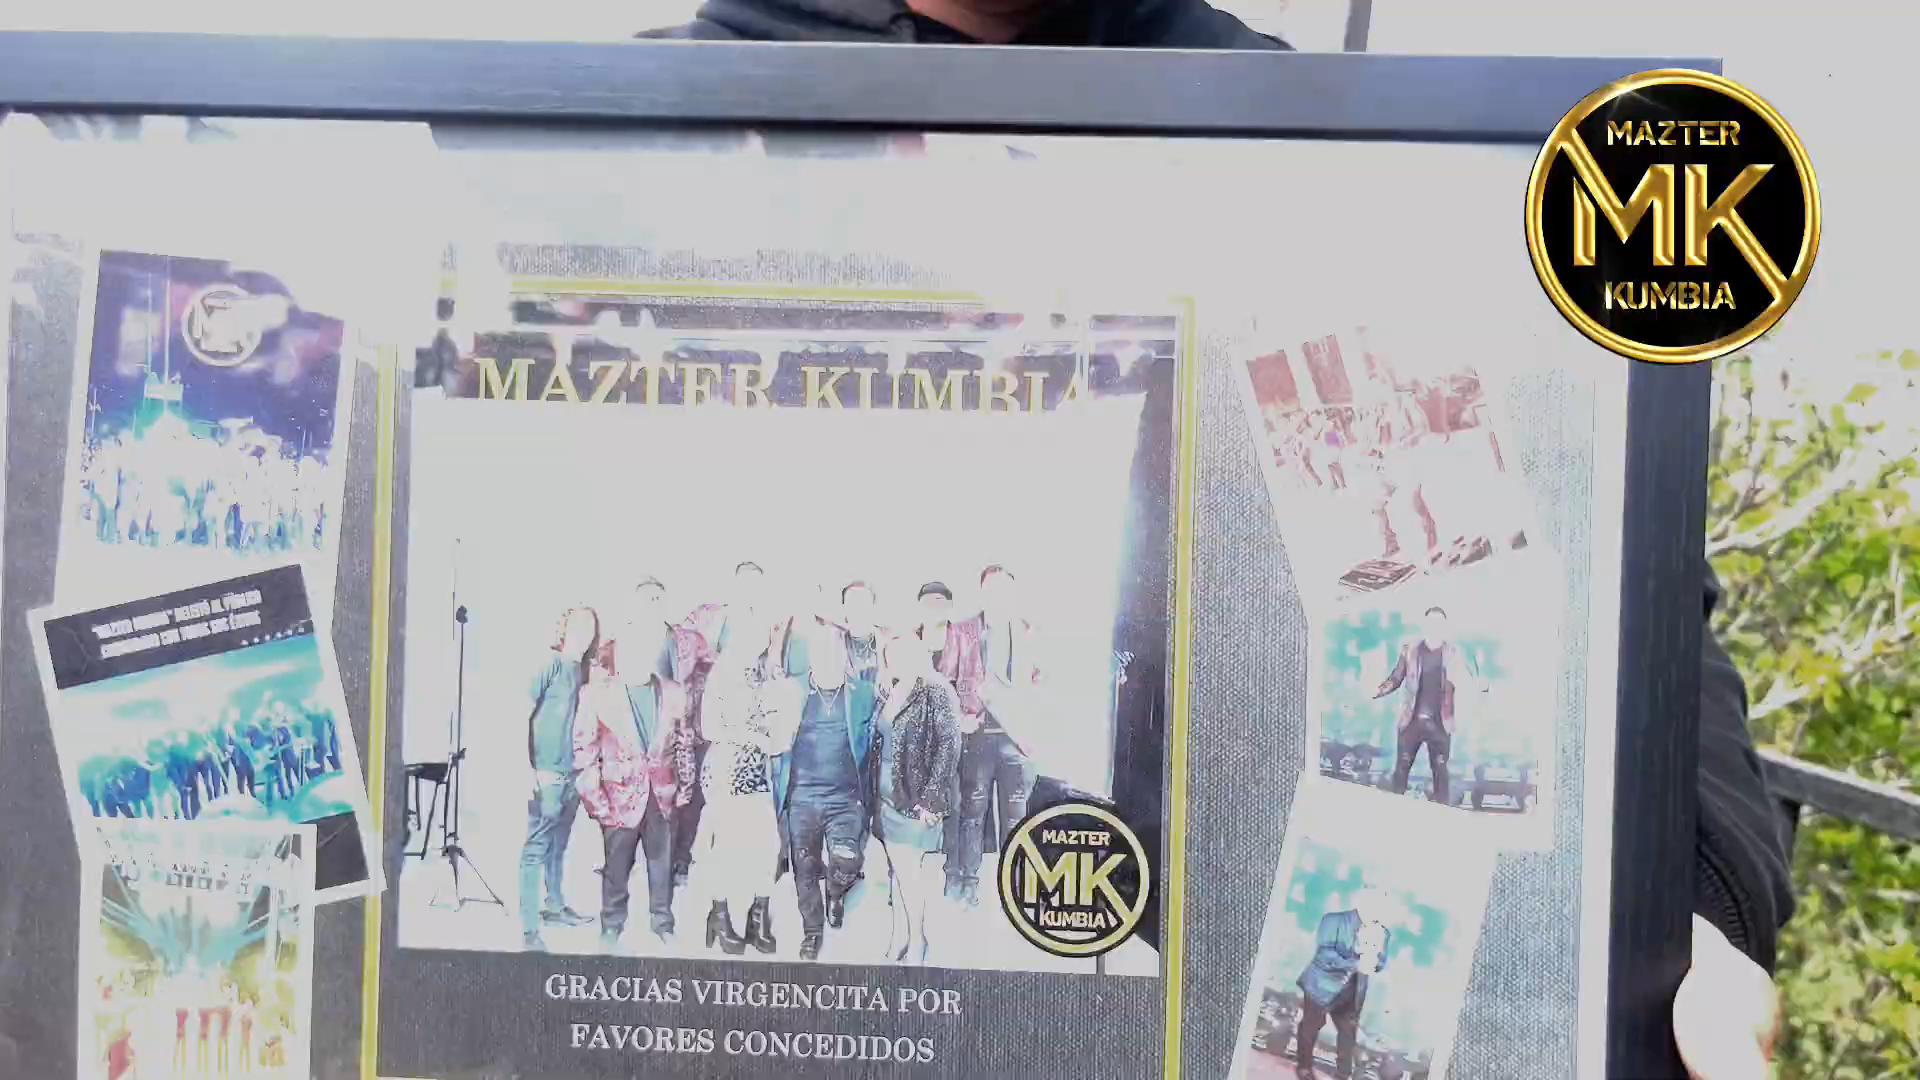 MAZTER
MK
KUMBIA
MAZTER KUMBIA
MAZTER
MK
KUMBIA
GRACIAS VIRGENCITA POR
FAVORES CONCEDIDOS